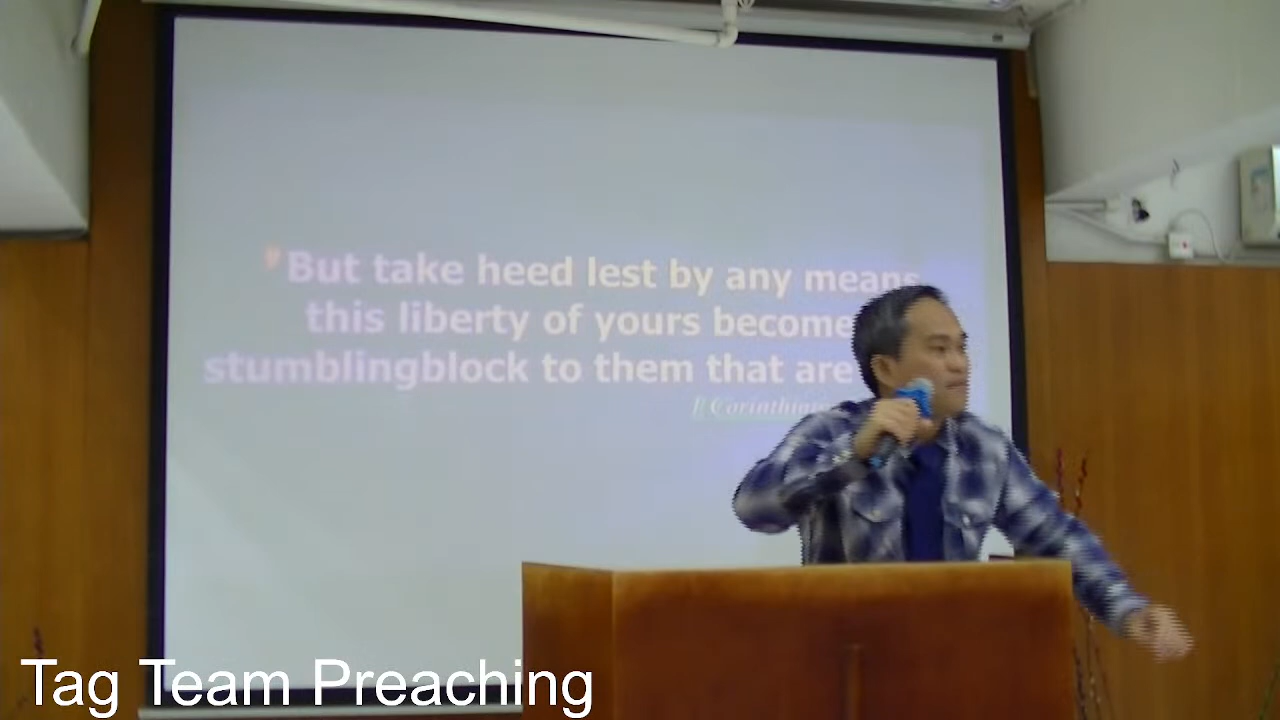 "But take heed lest by any means
this liberty of yours become
stumblingblock to them that are
I Corinthians
Tag Team Preaching